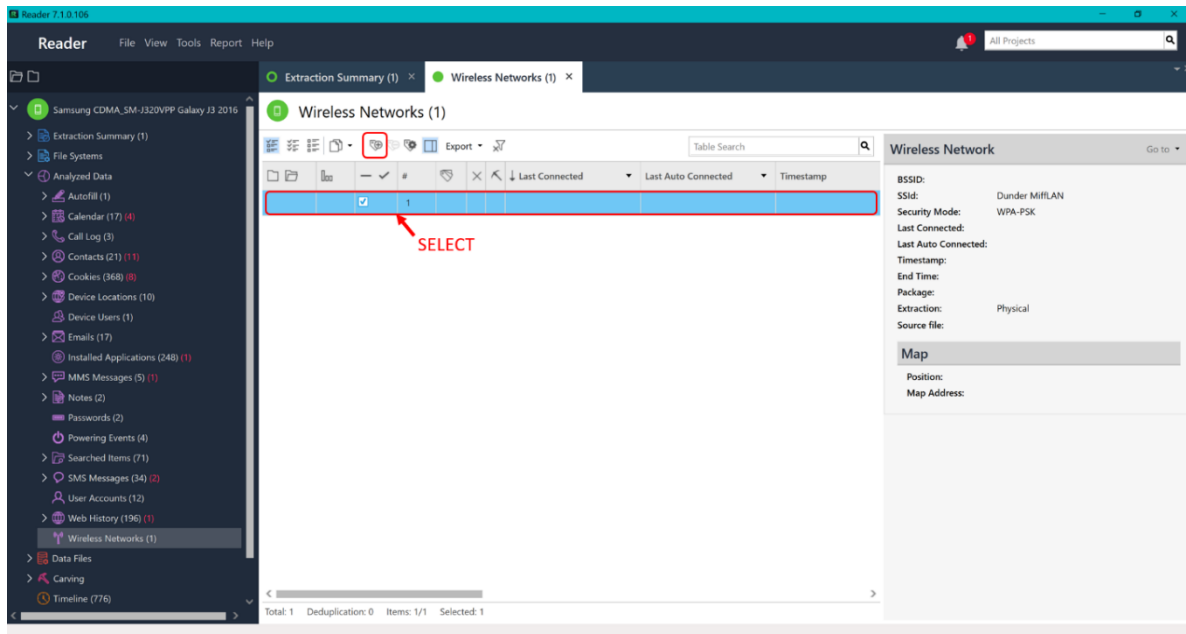 Reader 7.1.0.106
Reader File View Tools Report Help
1
All Projects
Extraction Summary (1) × Wireless Networks (1) ×
Samsung CDMA_SM-J320VPP Galaxy J3 2016
Extraction Summary (1)
File Systems
Analyzed Data
Autofill (1)
Calendar (17) (4)
Call Log (3)
Contacts (21) (11)
Cookies (368) (8)
Device Locations (10)
Device Users (1)
Emails (17)
Installed Applications (248) (1)
MMS Messages (5) (1)
Notes (2)
Passwords (2)
Powering Events (4)
Searched Items (71)
SMS Messages (34) (2)
User Accounts (12)
Web History (196) (1)
Wireless Networks (1)
Data Files
Carving
Timeline (776)
Wireless Networks (1)
Export
Table Search
# Last Connected Last Auto Connected Timestamp
1
SELECT
Total: 1 Deduplication: 0 Items: 1/1 Selected: 1
Wireless Network Go to
BSSID:
SSId: Dunder MiffLAN
Security Mode: WPA-PSK
Last Connected:
Last Auto Connected:
Timestamp:
End Time:
Package:
Extraction: Physical
Source file:
Map
Position:
Map Address: